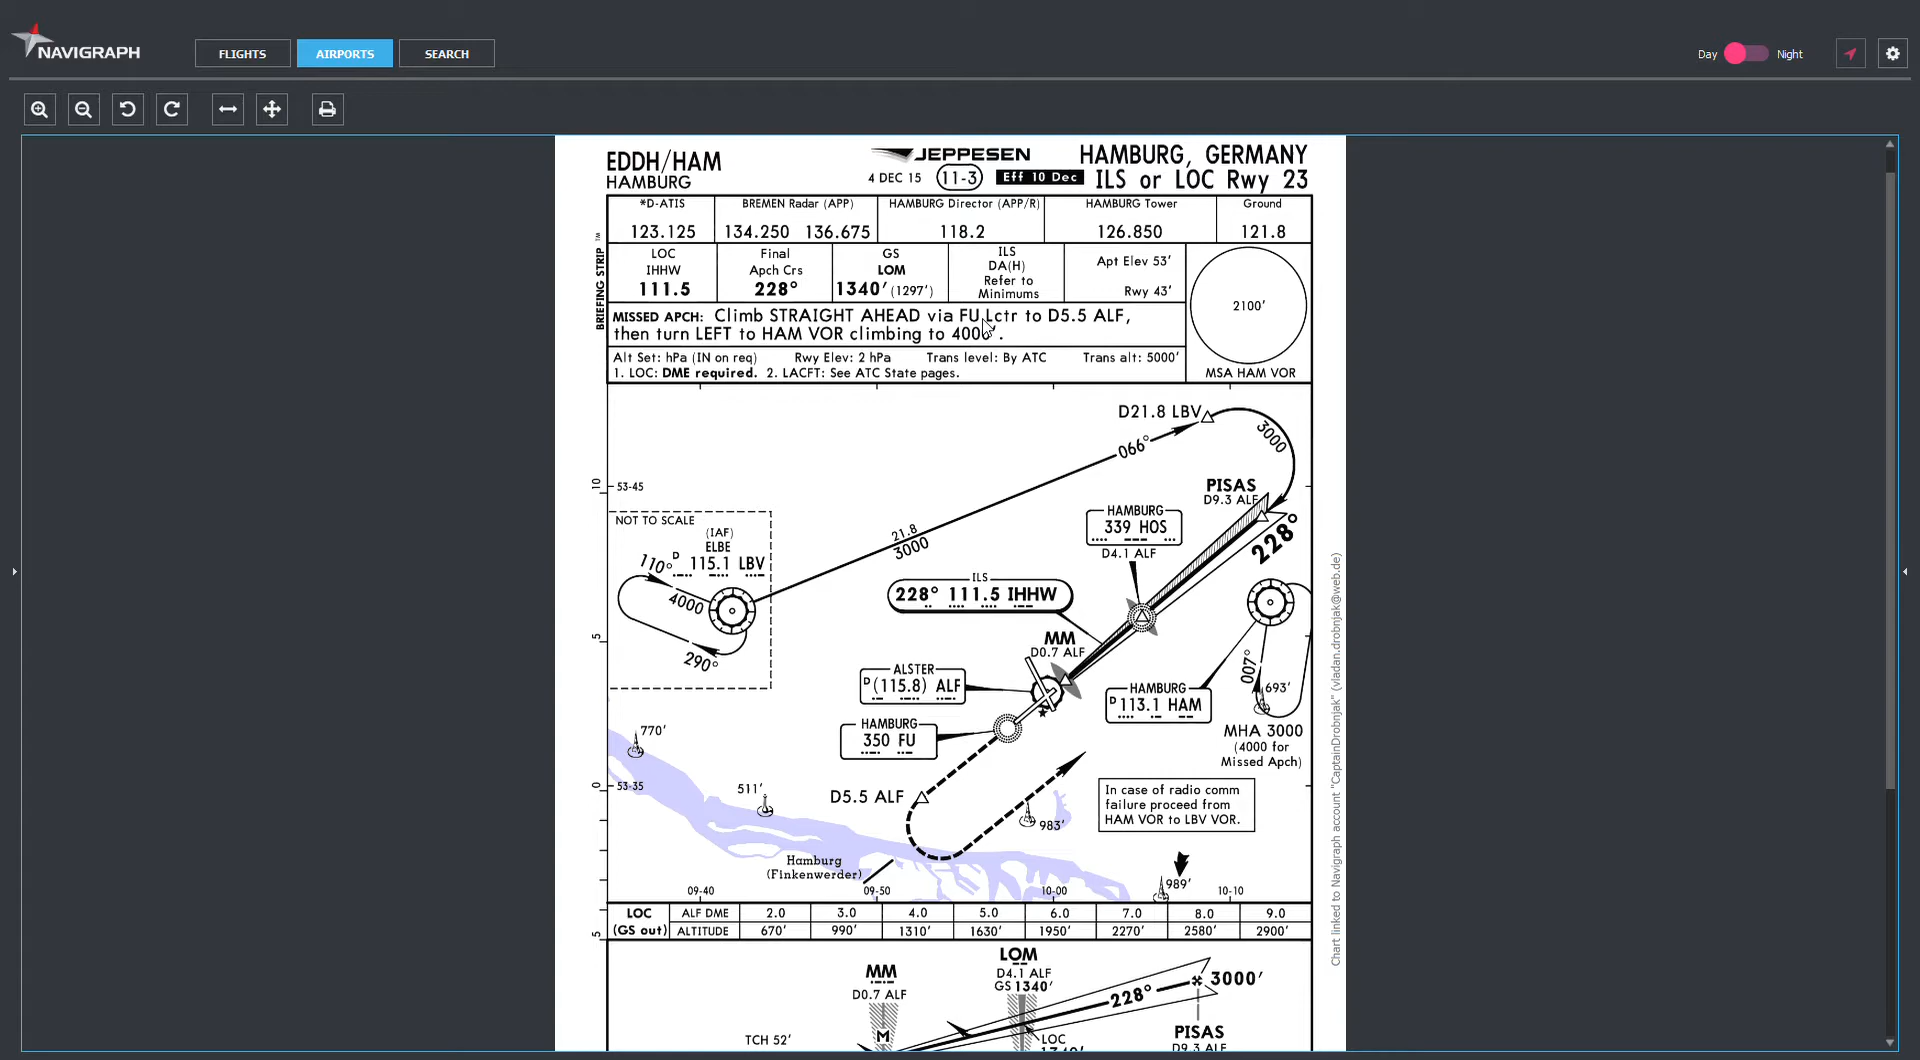 NAVIGRAPH
FLIGHTS
AIRPORTS
SEARCH
Day
Night
EDDH/HAM
HAMBURG
JEPPESEN
4 DEC 15
11-3
Eff 10 Dec
HAMBURG, GERMANY
ILS or LOC Rwy 23
*D-ATIS
BREMEN Radar (APP)
HAMBURG Director (APP/R)
HAMBURG Tower
Ground
123.125
134.250 136.675
118.2
126.850
121.8
BRIEFING STRIP TM
LOC
IHHW
111.5
Final
Apch Crs
228°
GS
LOM
1340' (1297')
ILS
DA(H)
Refer to
Minimums
Apt Elev 53'
Rwy 43'
2100'
MSA HAM VOR
MISSED APCH: Climb STRAIGHT AHEAD via FU Lctr to D5.5 ALF,
then turn LEFT to HAM VOR climbing to 4000'.
Alt Set: hPa (IN on req) Rwy Elev: 2 hPa Trans level: By ATC Trans alt: 5000'
1. LOC: DME required. 2. LACFT: See ATC State pages.
D21.8 LBV
3000
066°
PISAS
D9.3 ALF
10
53-45
HAMBURG
339 HOS
D4.1 ALF
228°
NOT TO SCALE
(IAF)
ELBE
D 115.1 LBV
110°
4000
290°
21.8
3000
ILS
228° 111.5 IHHW
5
MM
D0.7 ALF
ALSTER
D (115.8) ALF
HAMBURG
D 113.1 HAM
007°
693'
HAMBURG
350 FU
MHA 3000
(4000 for
Missed Apch)
770'
0
53-35
511'
D5.5 ALF
983'
In case of radio comm
failure proceed from
HAM VOR to LBV VOR.
Hamburg
(Finkenwerder)
989'
09-40
09-50
10-00
10-10
5
LOC
(GS out)
ALF DME 2.0 3.0 4.0 5.0 6.0 7.0 8.0 9.0
ALTITUDE 670' 990' 1310' 1630' 1950' 2270' 2580' 2900'
MM
D0.7 ALF
M
LOM
D4.1 ALF
GS 1340'
228°
3000'
PISAS
D9.3 ALF
TCH 52'
LOC
1340'
Chart linked to Navigraph account "CaptainDrobnjak" (vladan.drobnjak@web.de)